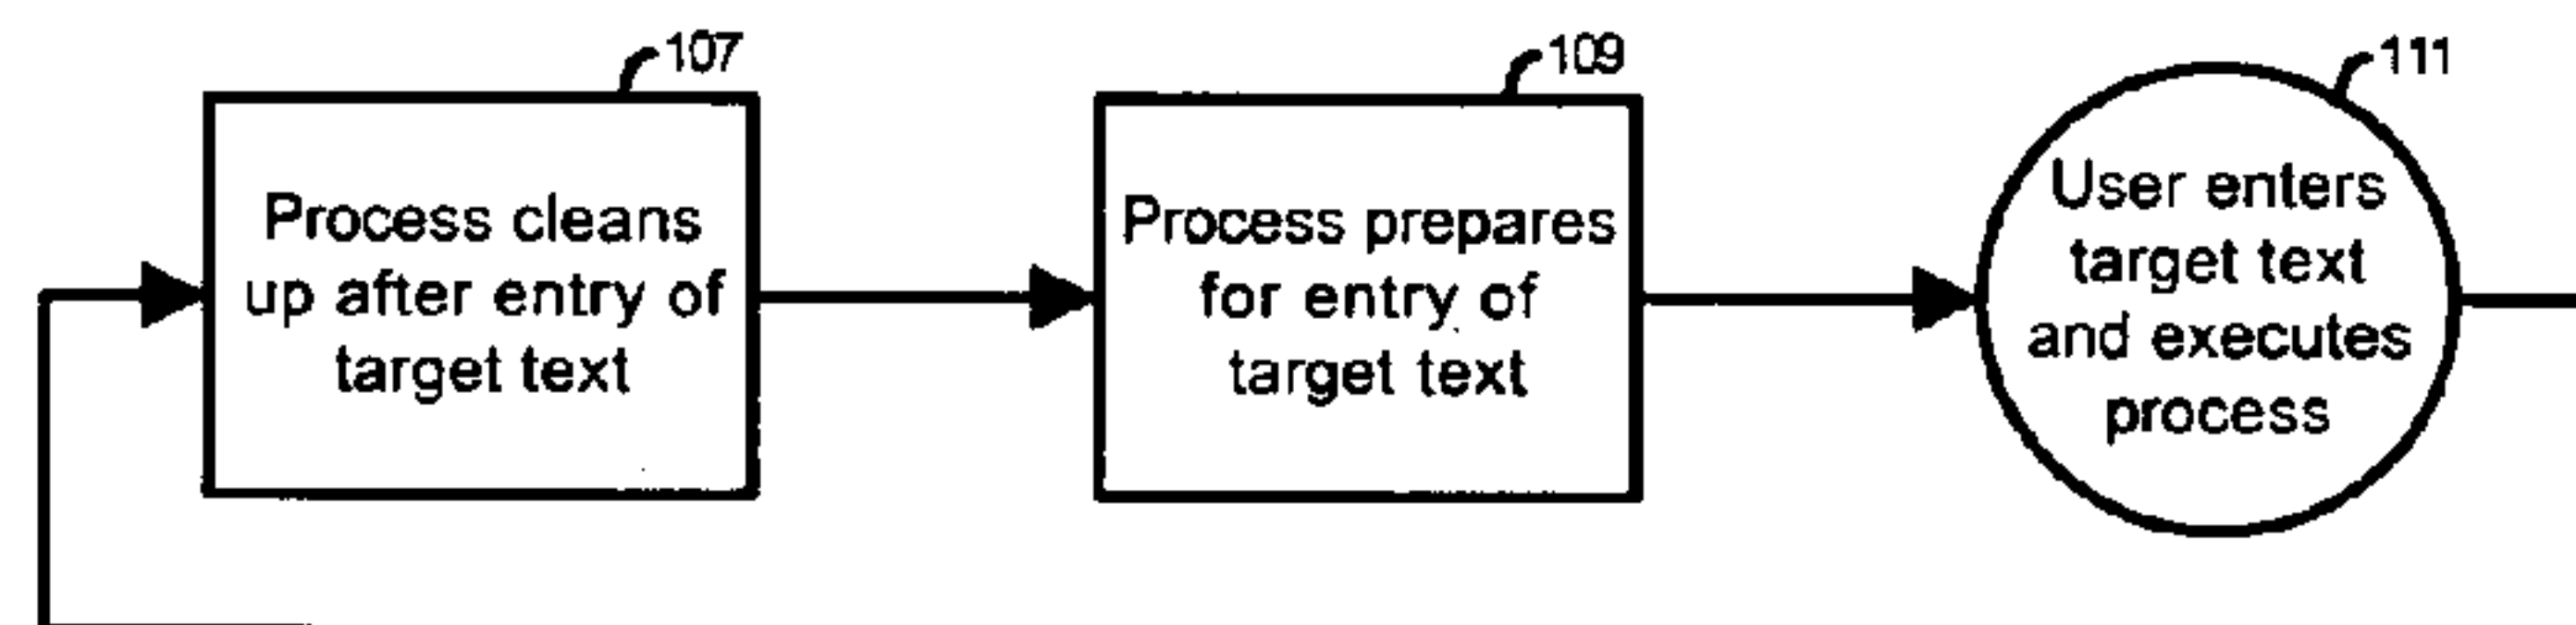 107
Process cleans
up after entry of
target text
109
Process prepares
for entry of
target text
111
User enters
target text
and executes
process